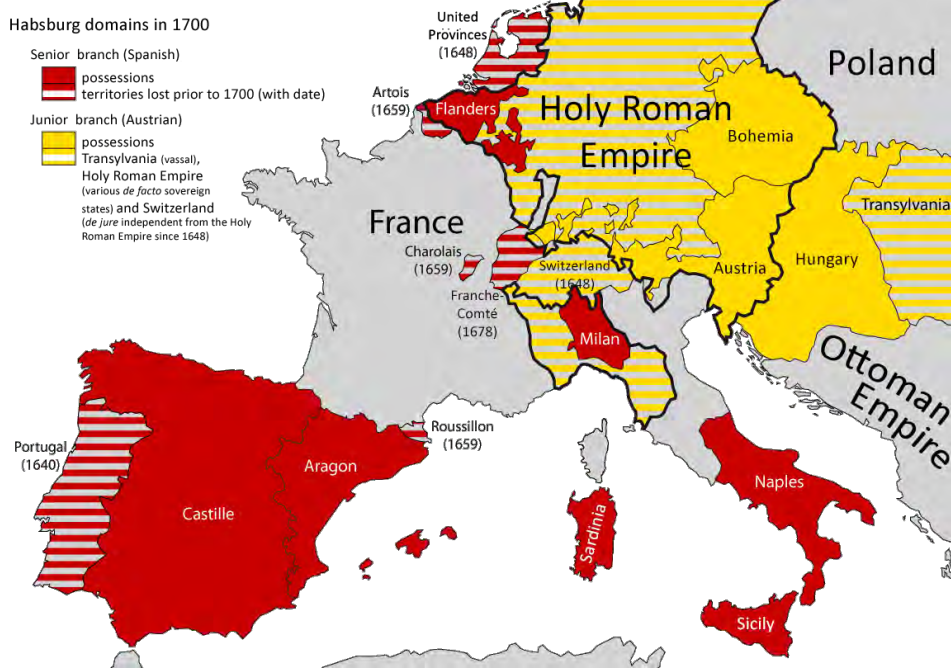 Habsburg domains in 1700
Senior branch (Spanish)
possessions
territories lost prior to 1700 (with date)
Junior branch (Austrian)
possessions
Transylvania (vassal),
Holy Roman Empire
(various de facto sovereign
states) and Switzerland
(de jure independent from the Holy
Roman Empire since 1648)
United
Provinces
(1648)
Artois
(1659)
Flanders
Holy Roman
Empire
Poland
Bohemia
Transylvania
France
Charolais
(1659)
Franche-
Comté
(1678)
Switzerland
(1648)
Austria
Hungary
Milan
Ottoman
Empire
Portugal
(1640)
Roussillon
(1659)
Aragon
Castille
Sardinia
Naples
Sicily